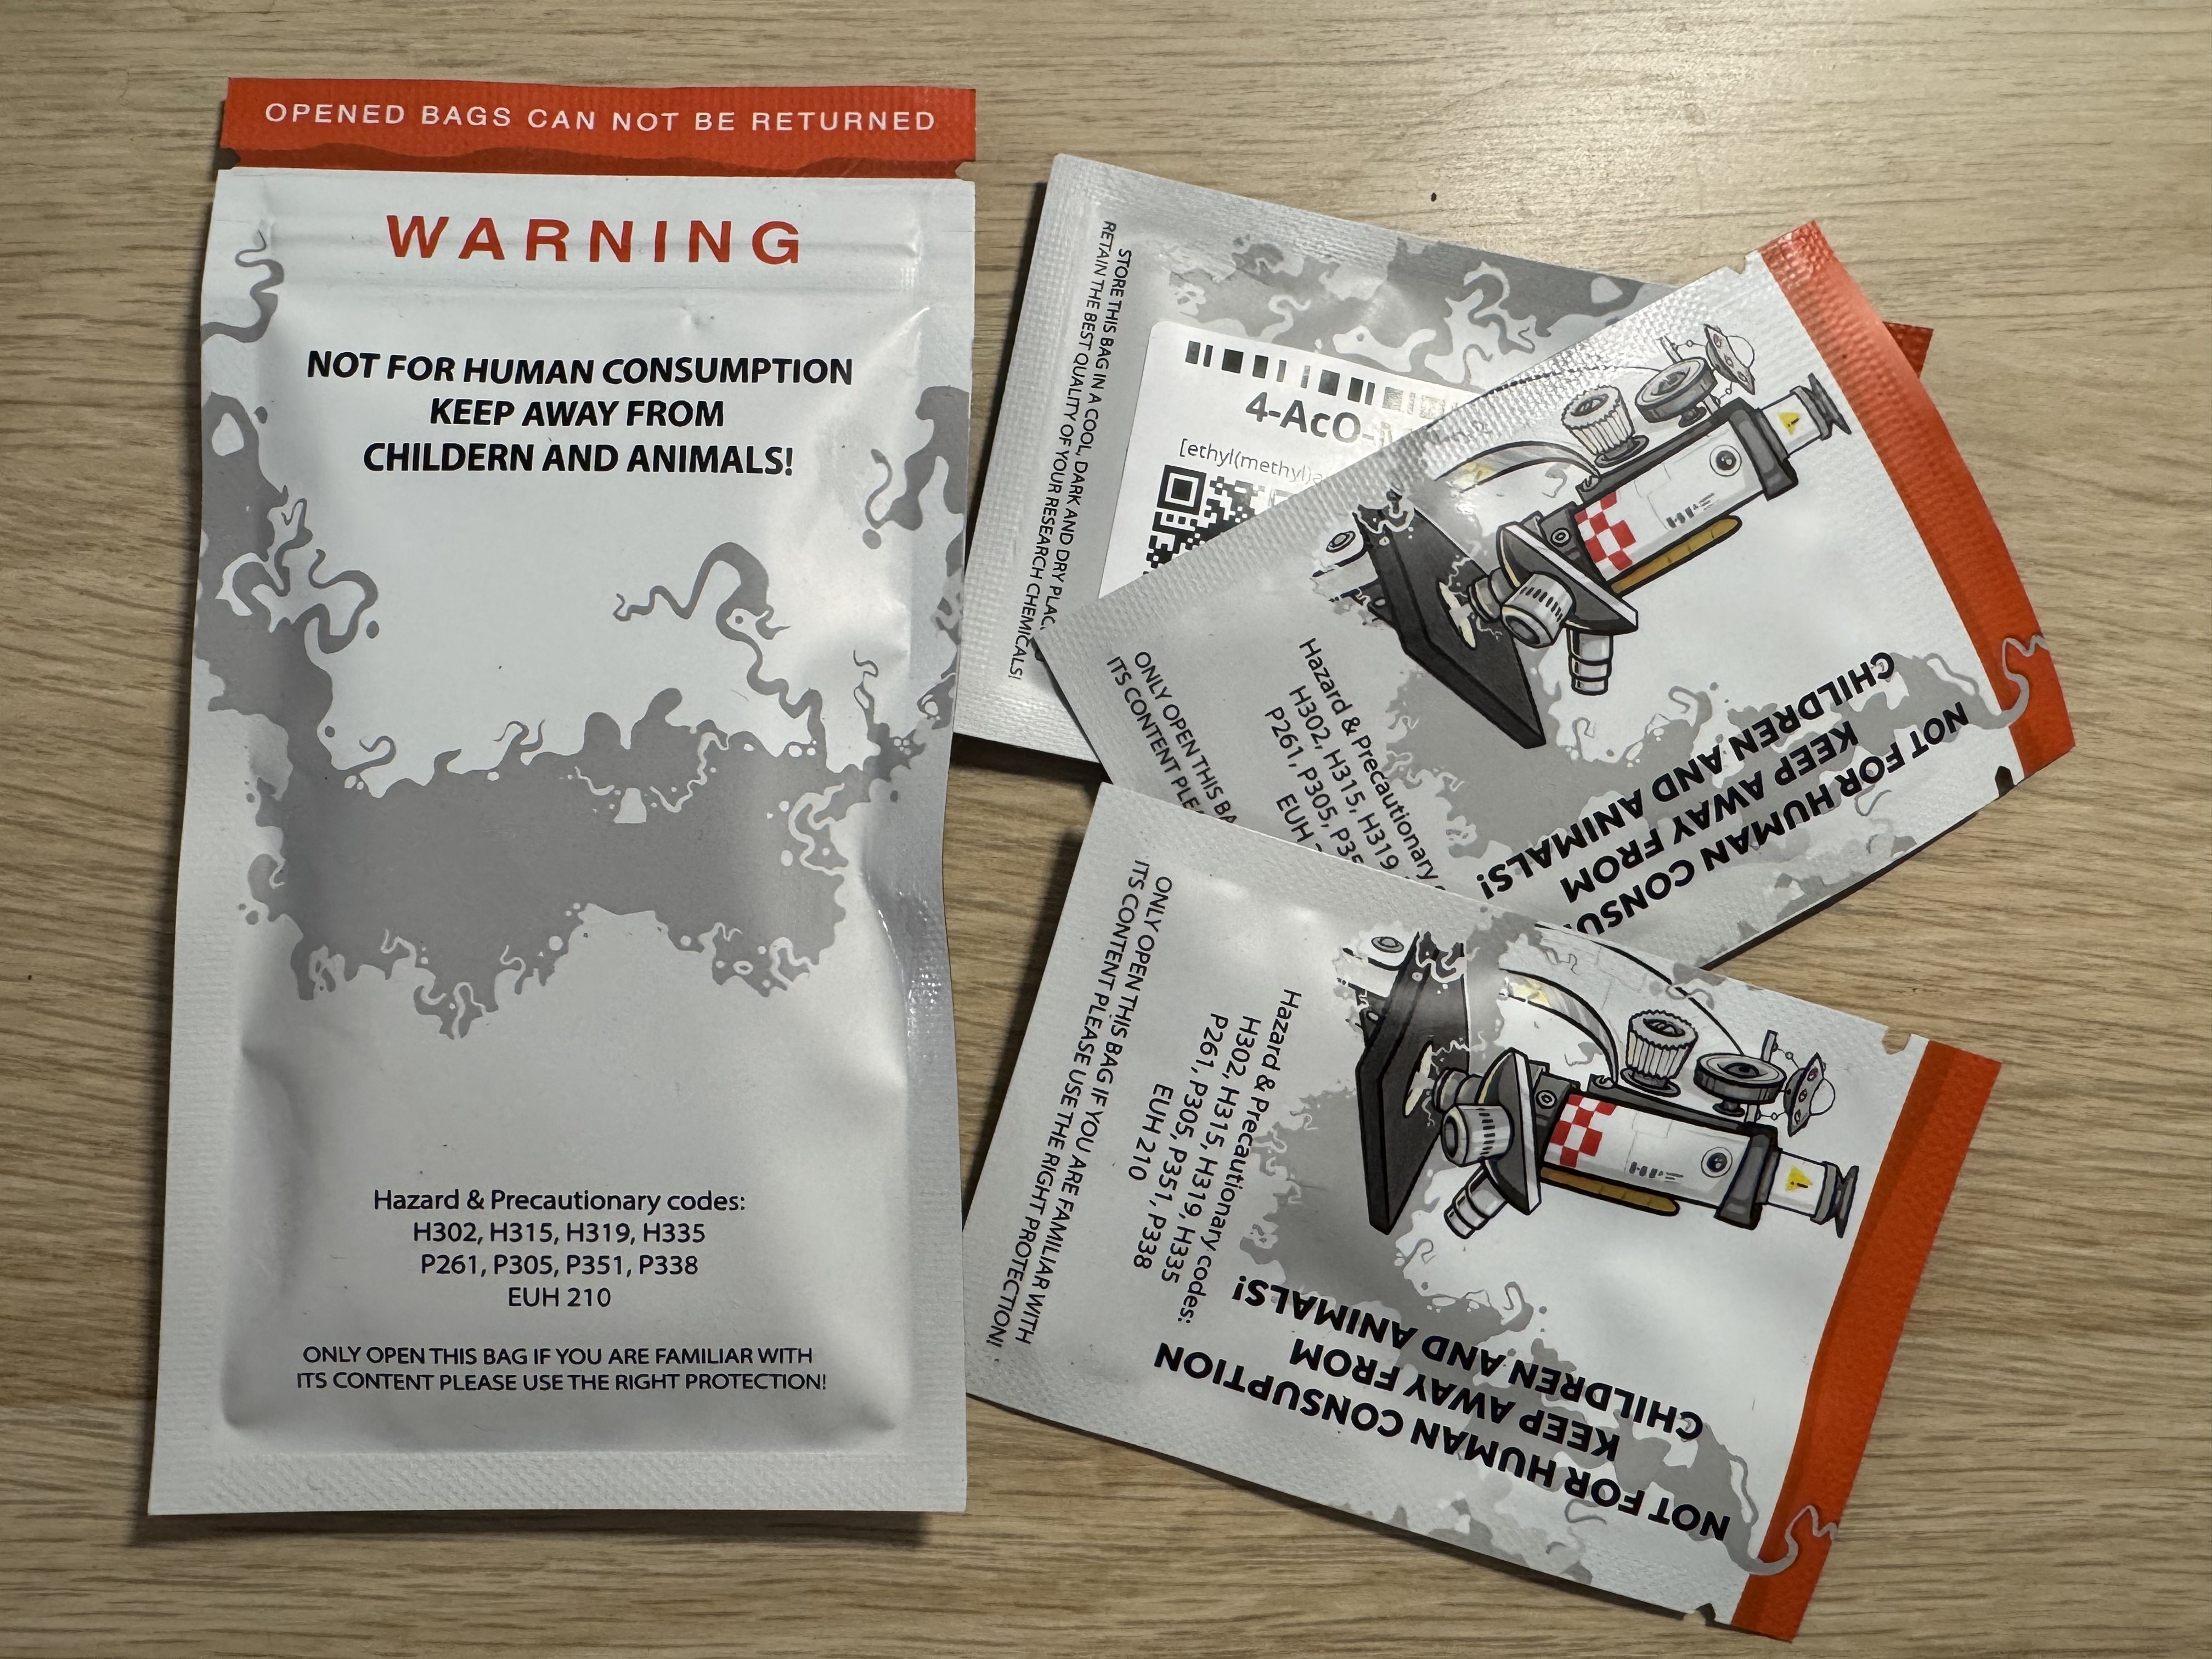 OPENED BAGS CAN NOT BE RETURNED
WARNING
NOT FOR HUMAN CONSUMPTION
KEEP AWAY FROM
CHILDERN AND ANIMALS!
Hazard & Precautionary codes:
H302, H315, H319, H335
P261, P305, P351, P338
EUH 210
ONLY OPEN THIS BAG IF YOU ARE FAMILIAR WITH
ITS CONTENT PLEASE USE THE RIGHT PROTECTION!
STORE THIS BAG IN A COOL, DARK AND DRY PLAC
RETAIN THE BEST QUALITY OF YOUR RESEARCH CHEMICALS!
4-AcO-
[ethyl(methyl)a
NOT FOR HUMAN CONSU
KEEP AWAY FROM
CHILDREN AND ANIMALS!
Hazard & Precautionary
H302, H315, H319
P261, P305, P35
EUH
ONLY OPEN THIS BA
ITS CONTENT PLE
NOT FOR HUMAN CONSUPTION
KEEP AWAY FROM
CHILDREN AND ANIMALS!
Hazard & Precautionary codes:
H302, H315, H319, H335
P261, P305, P351, P338
EUH 210
ONLY OPEN THIS BAG IF YOU ARE FAMILIAR WITH
ITS CONTENT PLEASE USE THE RIGHT PROTECTION!